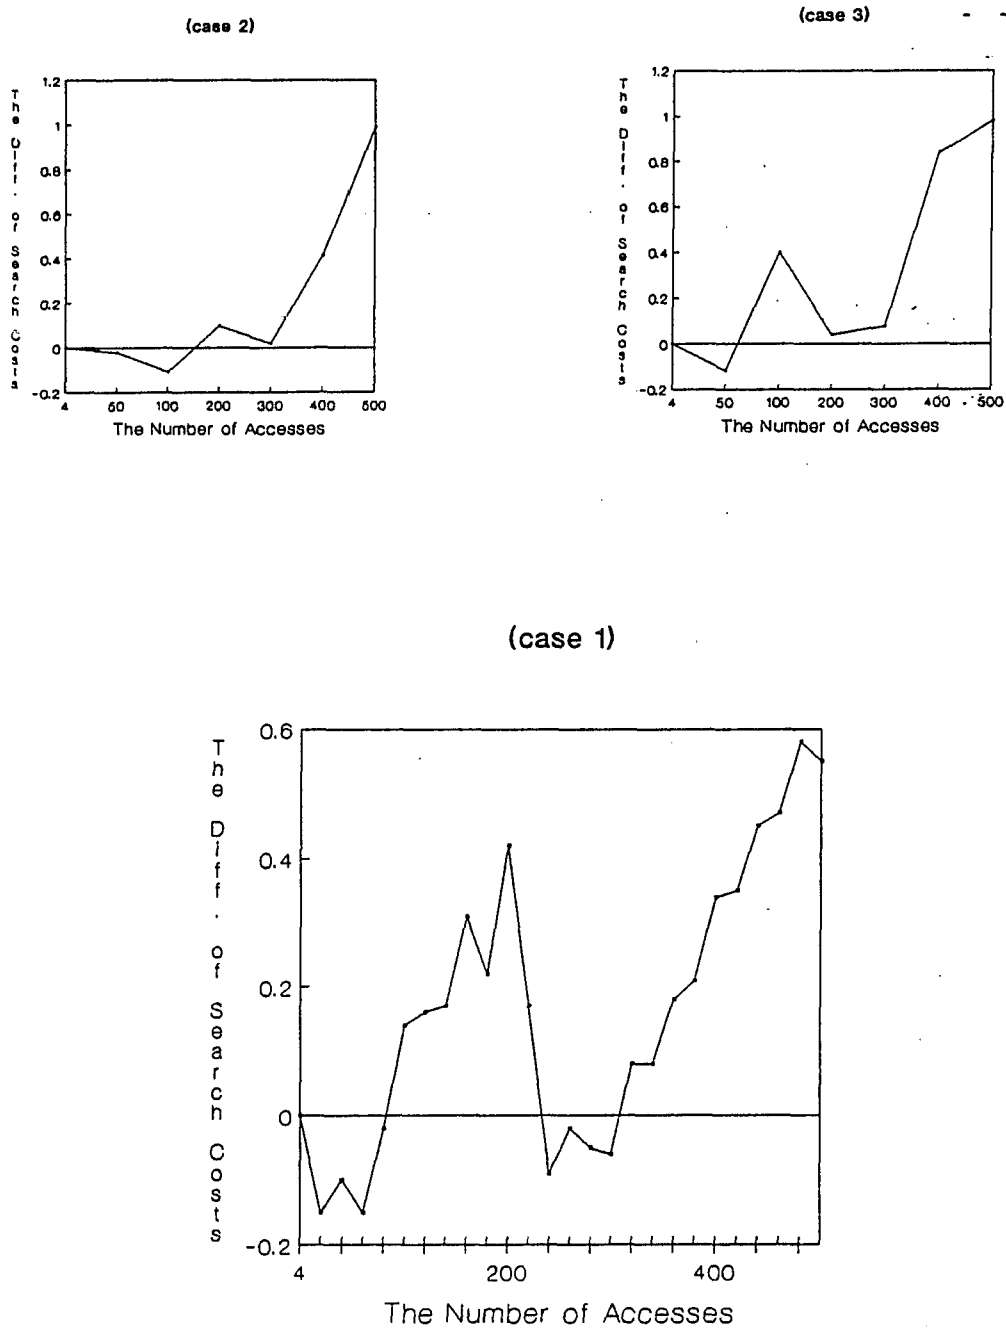 (case 2)
The Diff. of Search Costs
1.2
1
0.8
0.6
0.4
0.2
0
-0.2
4 50 100 200 300 400 500
The Number of Accesses
(case 3)
The Diff. of Search Costs
1.2
1
0.8
0.6
0.4
0.2
0
-0.2
4 50 100 200 300 400 500
The Number of Accesses
(case 1)
The Diff. of Search Costs
0.6
0.4
0.2
0
-0.2
4 200 400
The Number of Accesses